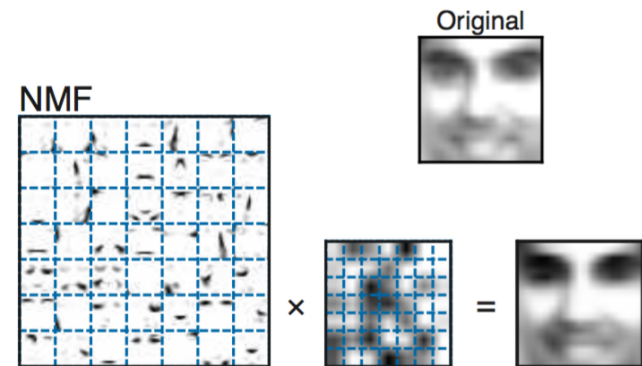 Original
NMF
× =